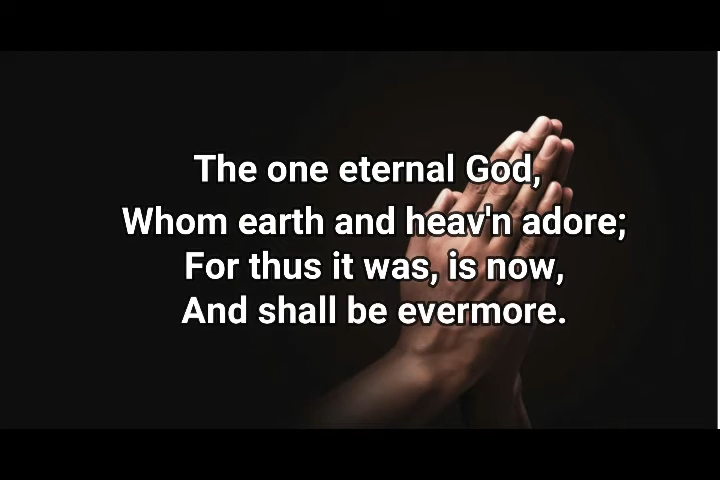 The one eternal God,
Whom earth and heav'n adore;
For thus it was, is now,
And shall be evermore.